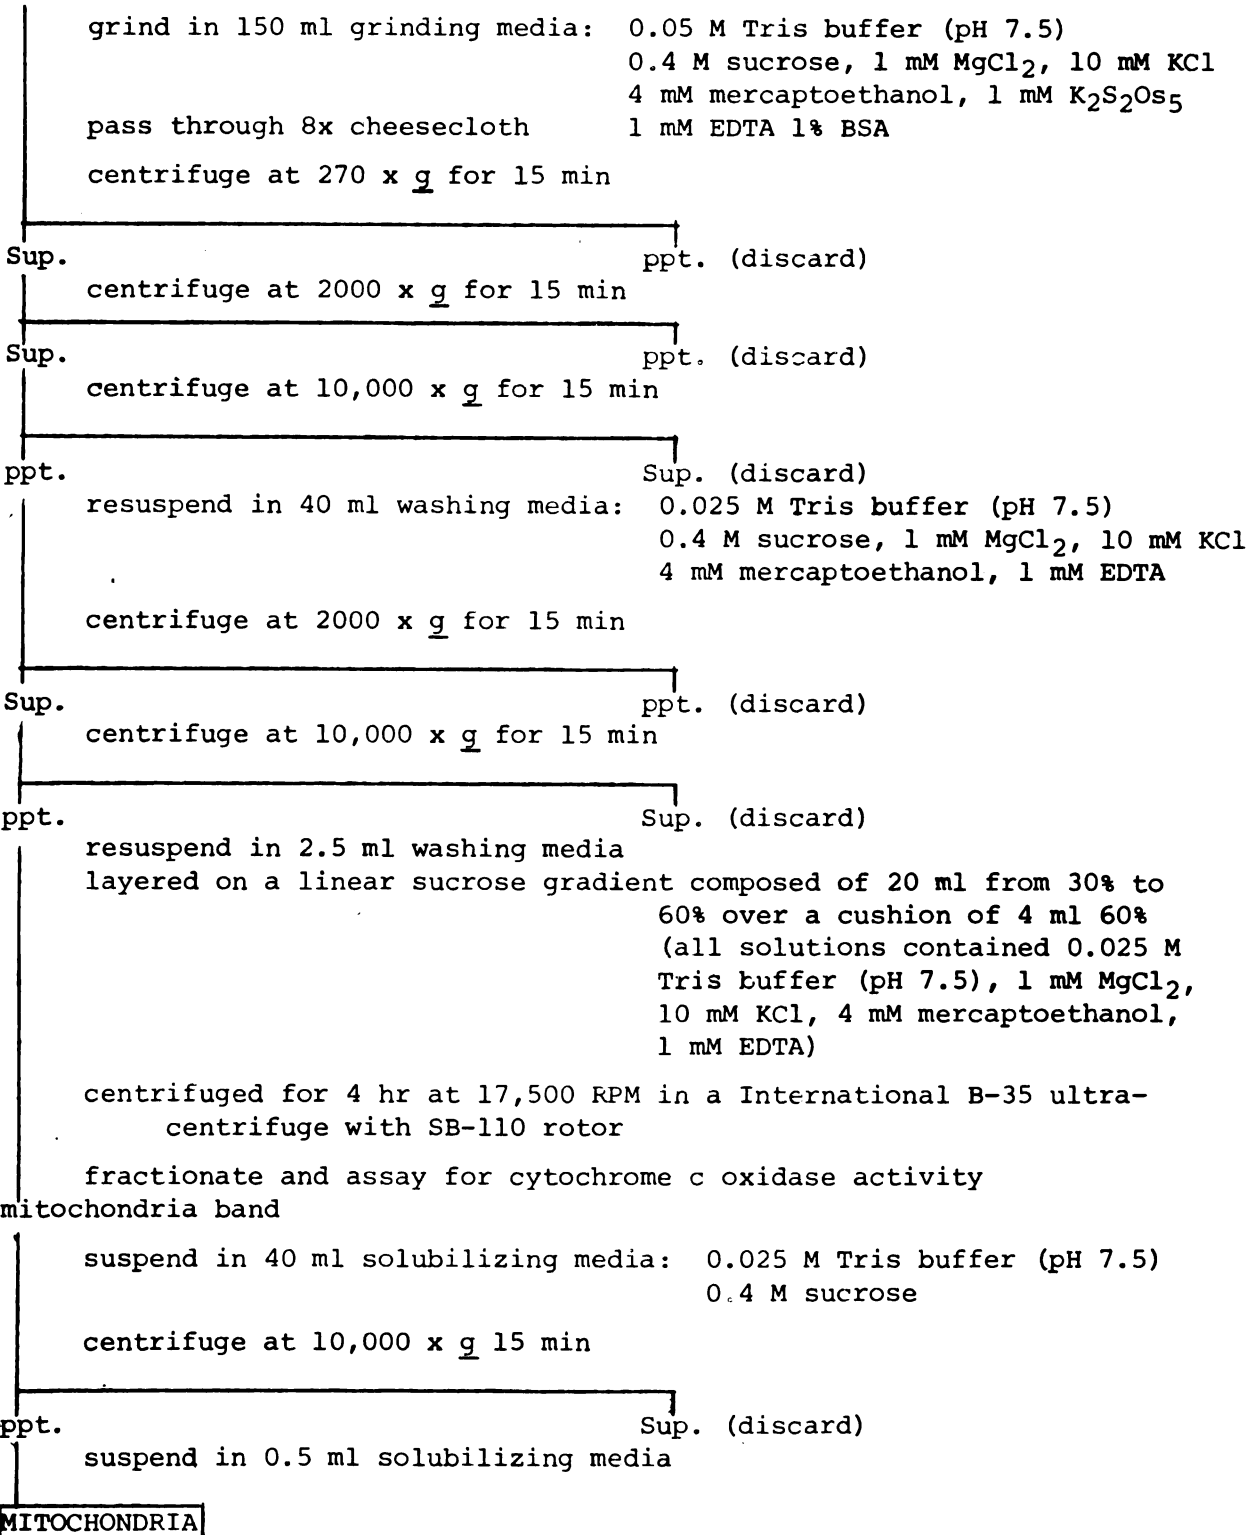 grind in 150 ml grinding media: 0.05 M Tris buffer (pH 7.5)
0.4 M sucrose, 1 mM MgCl2, 10 mM KCl
4 mM mercaptoethanol, 1 mM K2S2Os5
pass through 8x cheesecloth 1 mM EDTA 1% BSA
centrifuge at 270 x g for 15 min
Sup. ppt. (discard)
centrifuge at 2000 x g for 15 min
Sup. ppt. (discard)
centrifuge at 10,000 x g for 15 min
ppt. Sup. (discard)
resuspend in 40 ml washing media: 0.025 M Tris buffer (pH 7.5)
0.4 M sucrose, 1 mM MgCl2, 10 mM KCl
4 mM mercaptoethanol, 1 mM EDTA
centrifuge at 2000 x g for 15 min
Sup. ppt. (discard)
centrifuge at 10,000 x g for 15 min
ppt. Sup. (discard)
resuspend in 2.5 ml washing media
layered on a linear sucrose gradient composed of 20 ml from 30% to
60% over a cushion of 4 ml 60%
(all solutions contained 0.025 M
Tris buffer (pH 7.5), 1 mM MgCl2,
10 mM KCl, 4 mM mercaptoethanol,
1 mM EDTA)
centrifuged for 4 hr at 17,500 RPM in a International B-35 ultra-
centrifuge with SB-110 rotor
fractionate and assay for cytochrome c oxidase activity
mitochondria band
suspend in 40 ml solubilizing media: 0.025 M Tris buffer (pH 7.5)
0.4 M sucrose
centrifuge at 10,000 x g 15 min
ppt. Sup. (discard)
suspend in 0.5 ml solubilizing media
MITOCHONDRIA